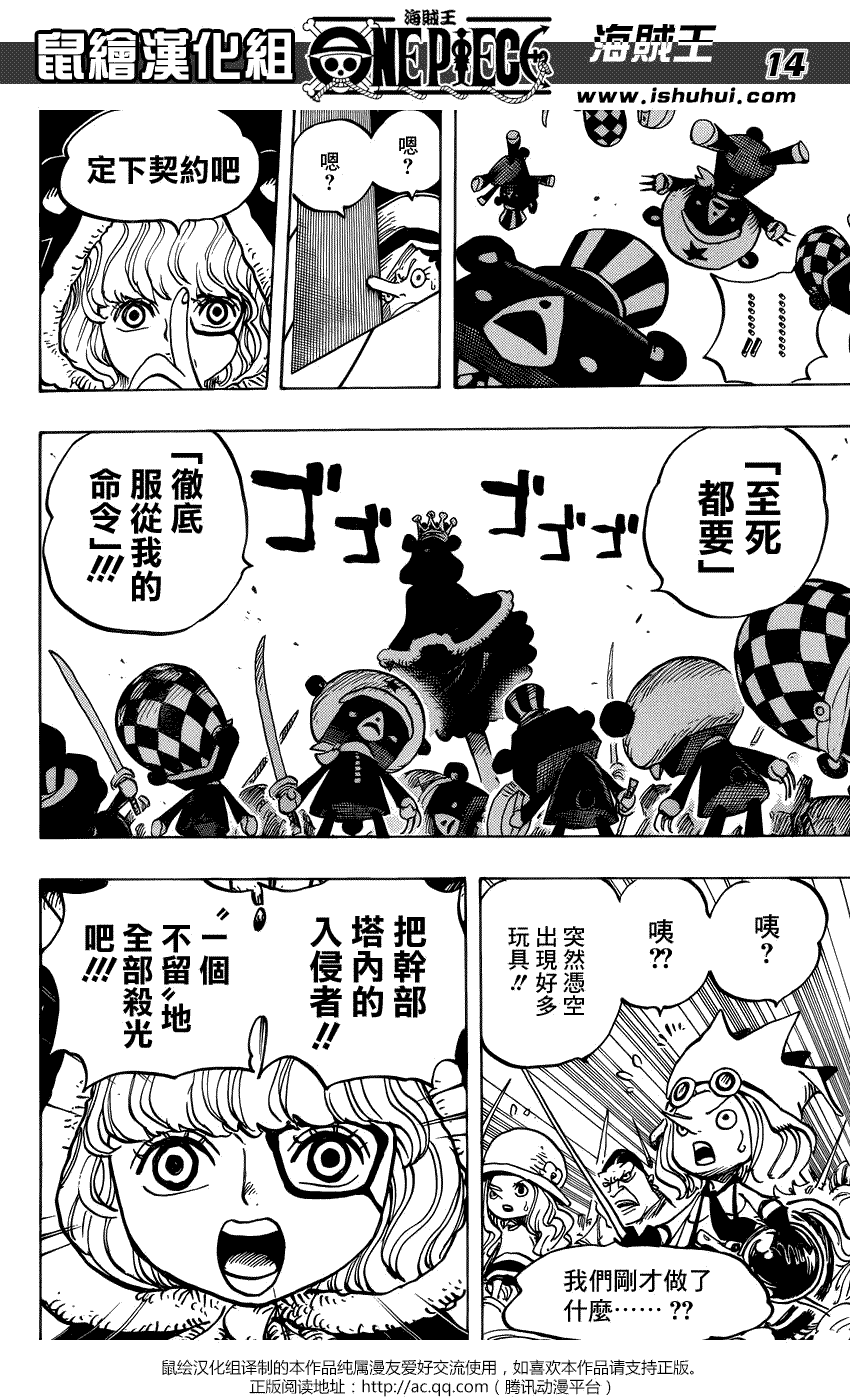 鼠繪漢化組
海賊王
ONE PIECE
海賊王
14
www.ishuhui.com
………!!
………
嗯?
嗯?
定下契約吧
「至死
都要」
ゴゴゴ
ゴゴゴ
「徹底
服從我的
命令」!!!
咦?
咦??
突然憑空
出現好多
玩具!!
我們剛才做了
什麼……??
把幹部
塔內的
入侵者!!
〝一個
不留〞地
全部殺光
吧!!!
鼠绘汉化组译制的本作品纯属漫友爱好交流使用，如喜欢本作品请支持正版。
正版阅读地址：http://ac.qq.com（腾讯动漫平台）